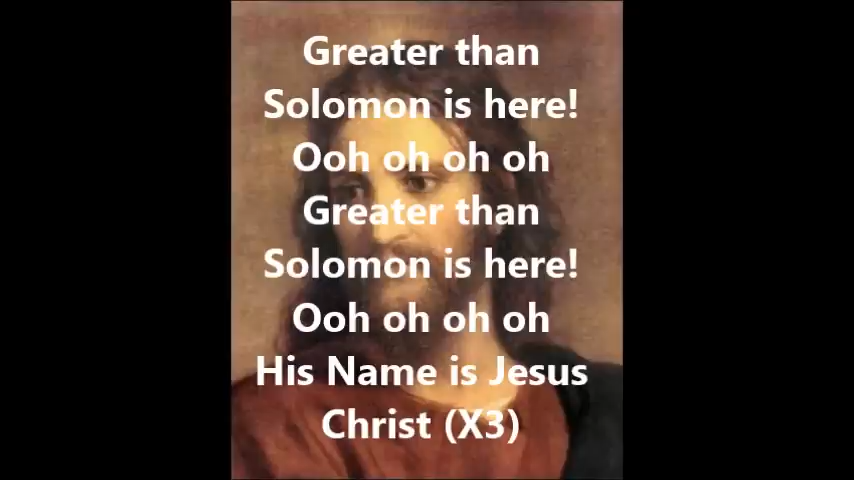 Greater than
Solomon is here!
Ooh oh oh oh
Greater than
Solomon is here!
Ooh oh oh oh
His Name is Jesus
Christ (X3)